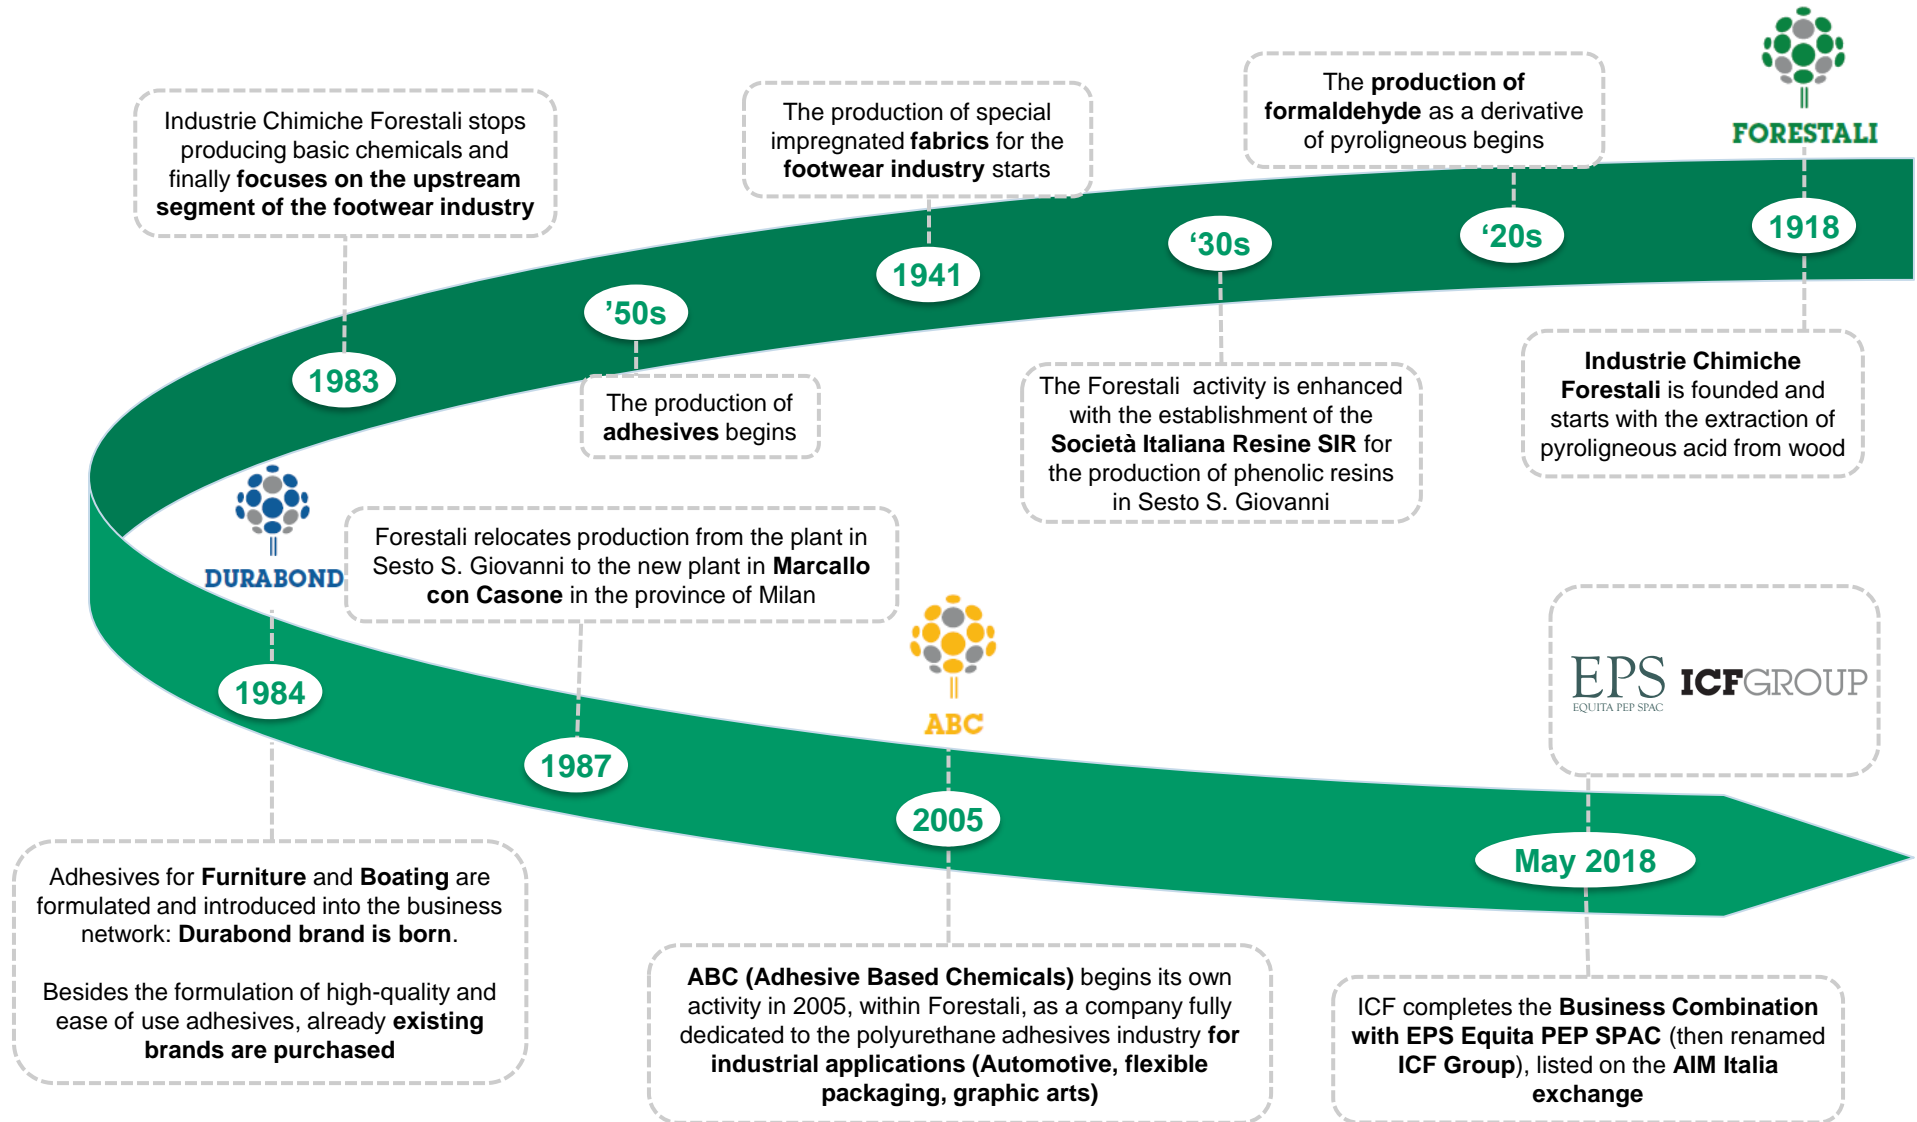 FORESTALI
1918
Industrie Chimiche
Forestali is founded and
starts with the extraction of
pyroligneous acid from wood
The production of
formaldehyde as a derivative
of pyroligneous begins
‘20s
‘30s
The Forestali activity is enhanced
with the establishment of the
Società Italiana Resine SIR for
the production of phenolic resins
in Sesto S. Giovanni
The production of special
impregnated fabrics for the
footwear industry starts
1941
’50s
The production of
adhesives begins
Industrie Chimiche Forestali stops
producing basic chemicals and
finally focuses on the upstream
segment of the footwear industry
1983
DURABOND
1984
Adhesives for Furniture and Boating are
formulated and introduced into the business
network: Durabond brand is born.
Besides the formulation of high-quality and
ease of use adhesives, already existing
brands are purchased
Forestali relocates production from the plant in
Sesto S. Giovanni to the new plant in Marcallo
con Casone in the province of Milan
1987
ABC
2005
ABC (Adhesive Based Chemicals) begins its own
activity in 2005, within Forestali, as a company fully
dedicated to the polyurethane adhesives industry for
industrial applications (Automotive, flexible
packaging, graphic arts)
EPS
EQUITA PEP SPAC
ICFGROUP
May 2018
ICF completes the Business Combination
with EPS Equita PEP SPAC (then renamed
ICF Group), listed on the AIM Italia
exchange